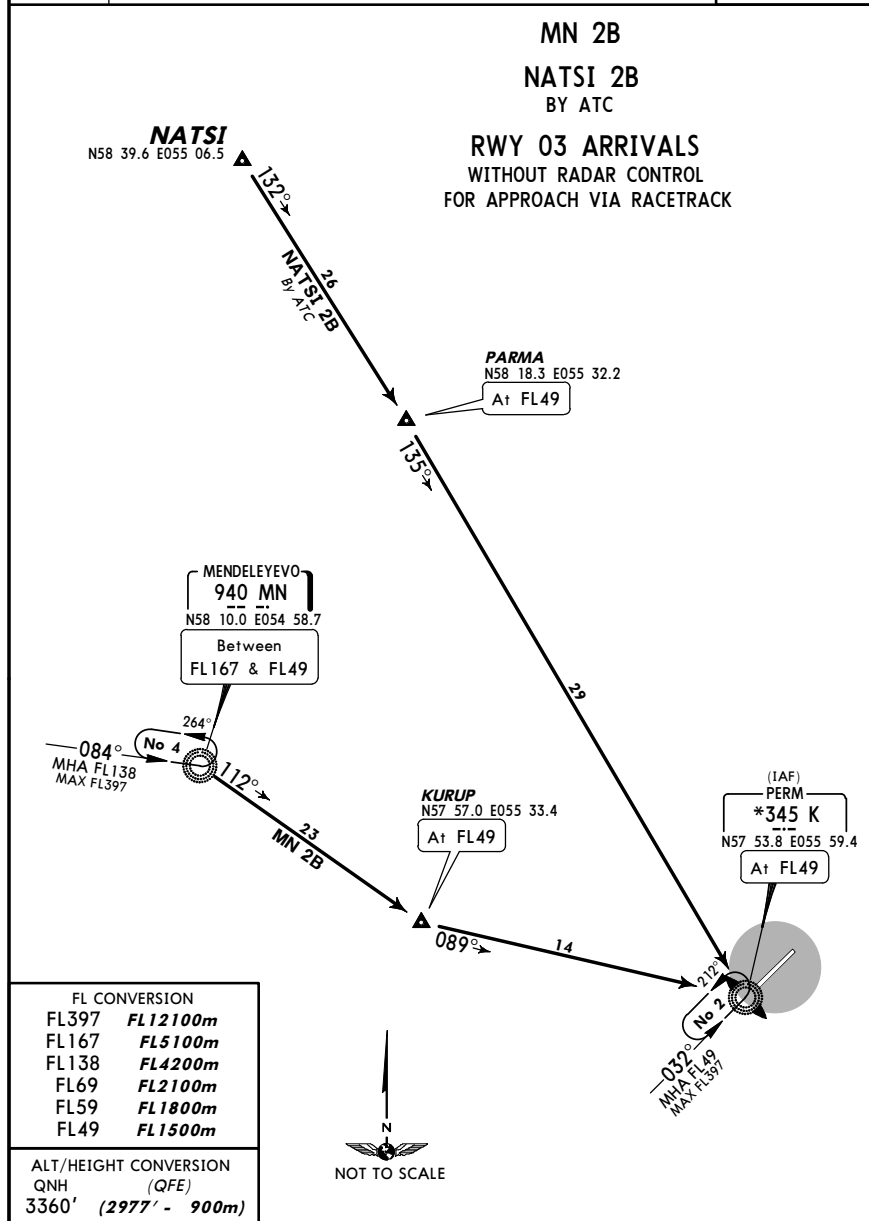 MN 2B
NATSI 2B
BY ATC
RWY 03 ARRIVALS
WITHOUT RADAR CONTROL
FOR APPROACH VIA RACETRACK
NATSI
N58 39.6 E055 06.5
132°
26
NATSI 2B
By ATC
PARMA
N58 18.3 E055 32.2
At FL49
135°
29
MENDELEYEVO
940 MN
N58 10.0 E054 58.7
Between
FL167 & FL49
264°
No 4
084°
MHA FL138
MAX FL397
112°
23
MN 2B
KURUP
N57 57.0 E055 33.4
At FL49
089°
14
(IAF)
PERM
*345 K
N57 53.8 E055 59.4
At FL49
212°
No 2
032°
MHA FL49
MAX FL397
FL CONVERSION
FL397 FL12100m
FL167 FL5100m
FL138 FL4200m
FL69 FL2100m
FL59 FL1800m
FL49 FL1500m
ALT/HEIGHT CONVERSION
QNH (QFE)
3360' (2977' - 900m)
N
NOT TO SCALE